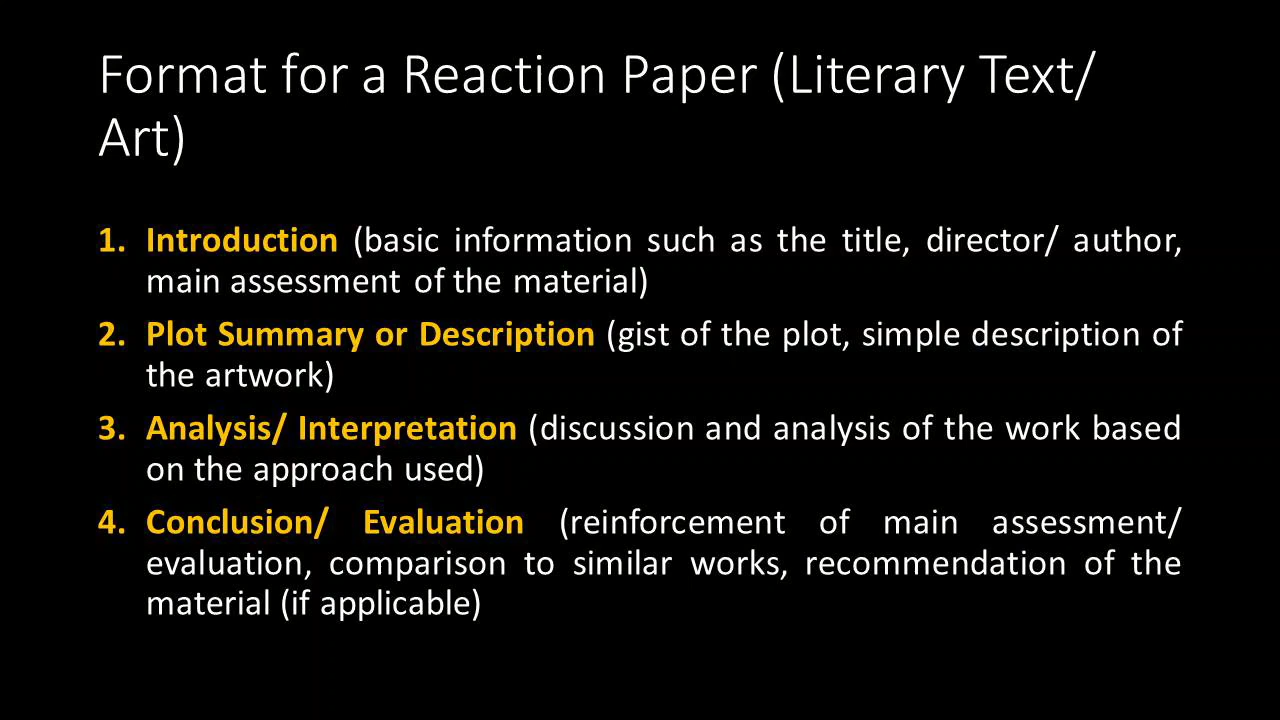 Format for a Reaction Paper (Literary Text/
Art)
1. Introduction (basic information such as the title, director/ author,
main assessment of the material)
2. Plot Summary or Description (gist of the plot, simple description of
the artwork)
3. Analysis/ Interpretation (discussion and analysis of the work based
on the approach used)
4. Conclusion/ Evaluation (reinforcement of main assessment/
evaluation, comparison to similar works, recommendation of the
material (if applicable)